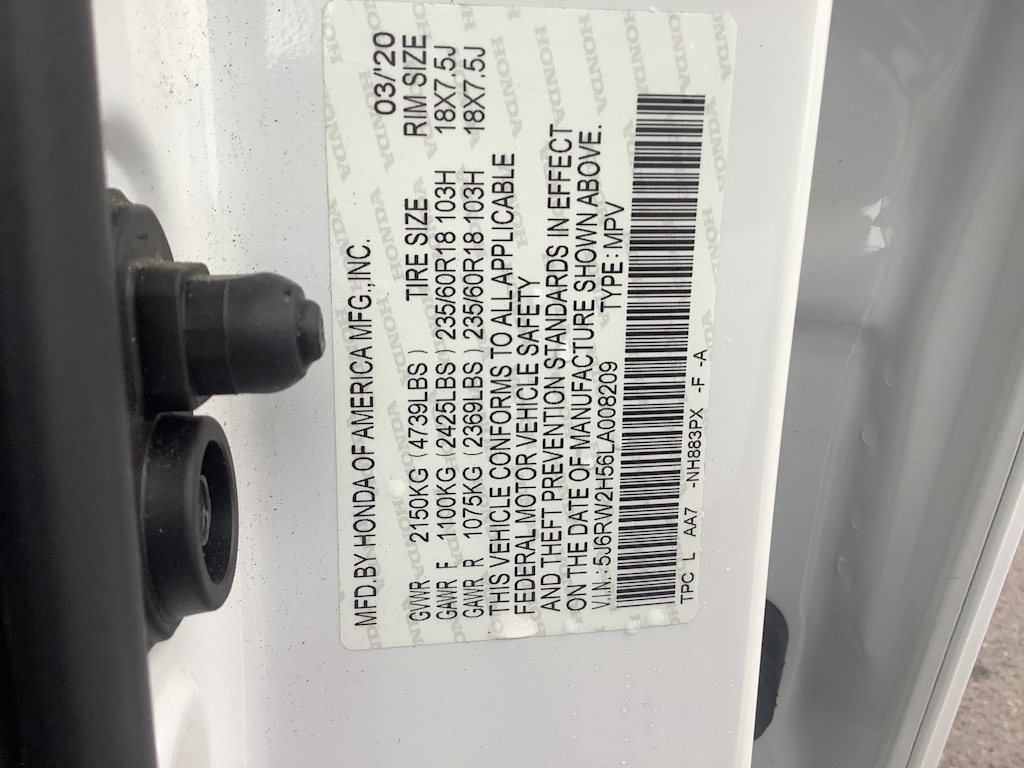 MFD. BY HONDA OF AMERICA MFG., INC. 03/'20
GVWR 2150KG (4739LBS) TIRE SIZE RIM SIZE
GAWR F 1100KG (2425LBS) 235/60R18 103H 18X7.5J
GAWR R 1075KG (2369LBS) 235/60R18 103H 18X7.5J
THIS VEHICLE CONFORMS TO ALL APPLICABLE
FEDERAL MOTOR VEHICLE SAFETY
AND THEFT PREVENTION STANDARDS IN EFFECT
ON THE DATE OF MANUFACTURE SHOWN ABOVE.
V.I.N.: 5J6RW2H56LA008209 TYPE: MPV
TPC L AA7 -NH883PX -F -A